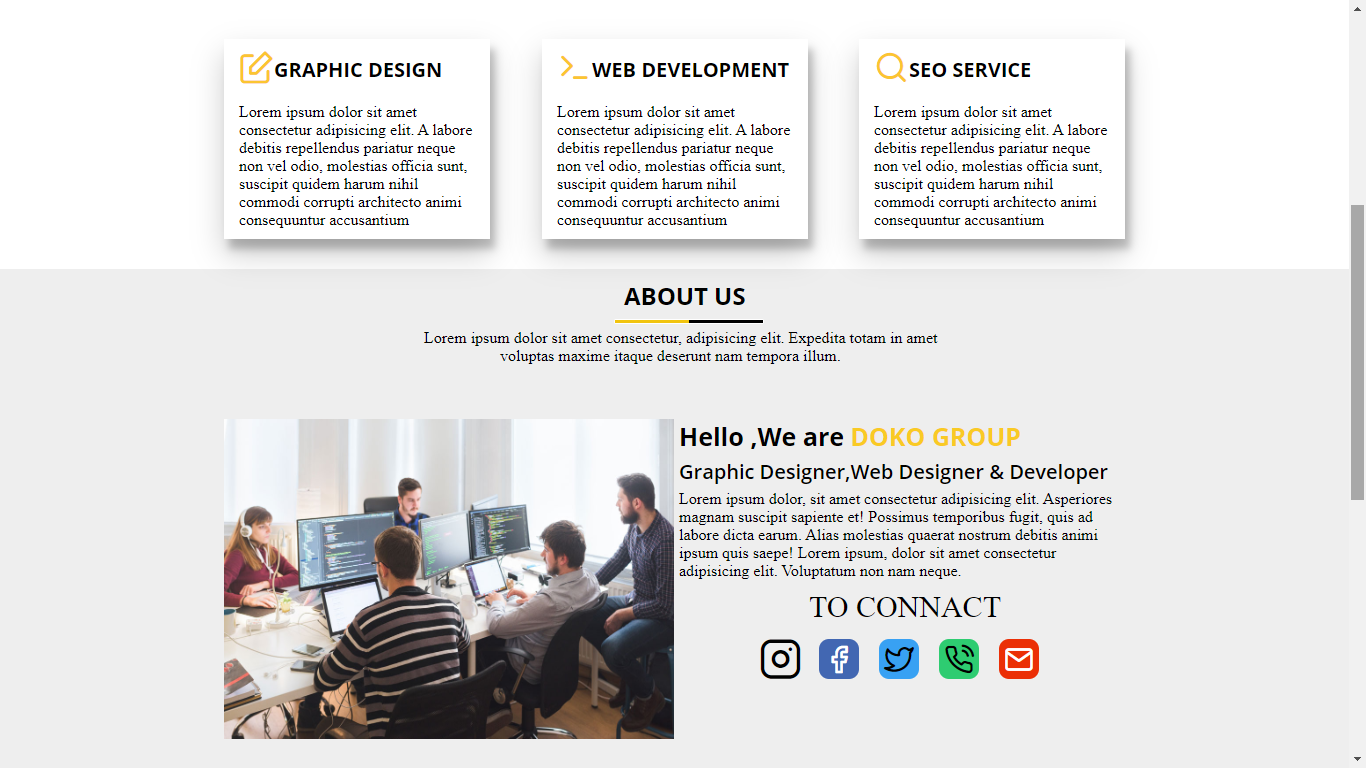 GRAPHIC DESIGN
Lorem ipsum dolor sit amet
consectetur adipisicing elit. A labore
debitis repellendus pariatur neque
non vel odio, molestias officia sunt,
suscipit quidem harum nihil
commodi corrupti architecto animi
consequuntur accusantium
WEB DEVELOPMENT
Lorem ipsum dolor sit amet
consectetur adipisicing elit. A labore
debitis repellendus pariatur neque
non vel odio, molestias officia sunt,
suscipit quidem harum nihil
commodi corrupti architecto animi
consequuntur accusantium
SEO SERVICE
Lorem ipsum dolor sit amet
consectetur adipisicing elit. A labore
debitis repellendus pariatur neque
non vel odio, molestias officia sunt,
suscipit quidem harum nihil
commodi corrupti architecto animi
consequuntur accusantium
ABOUT US
Lorem ipsum dolor sit amet consectetur, adipisicing elit. Expedita totam in amet
voluptas maxime itaque deserunt nam tempora illum.
Hello ,We are DOKO GROUP
Graphic Designer,Web Designer & Developer
Lorem ipsum dolor, sit amet consectetur adipisicing elit. Asperiores
magnam suscipit sapiente et! Possimus temporibus fugit, quis ad
labore dicta earum. Alias molestias quaerat nostrum debitis animi
ipsum quis saepe! Lorem ipsum, dolor sit amet consectetur
adipisicing elit. Voluptatum non nam neque.
TO CONNACT